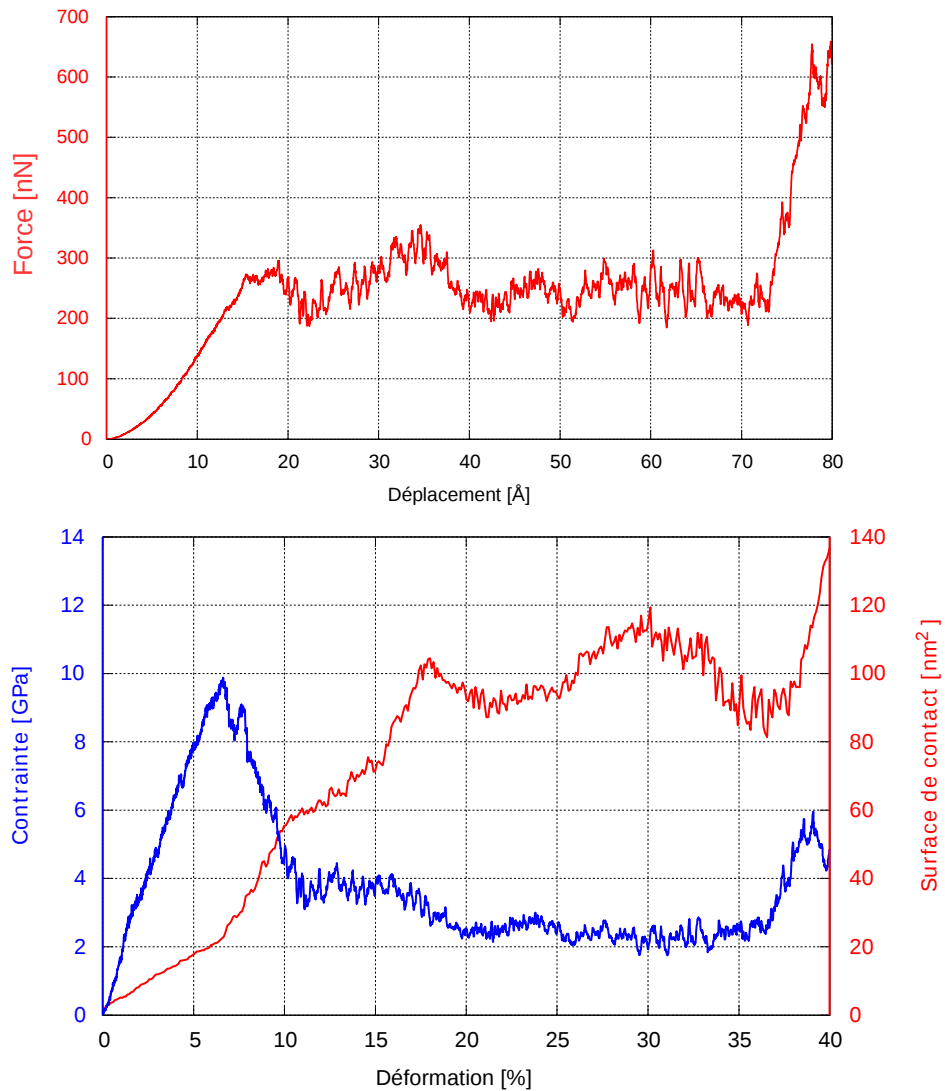 700
600
500
400
300
200
100
0
Force [nN]
0 10 20 30 40 50 60 70 80
Déplacement [Å]
14 140
12 120
10 100
8 80
6 60
4 40
2 20
0 0
Contrainte [GPa]
Surface de contact [nm²]
0 5 10 15 20 25 30 35 40
Déformation [%]